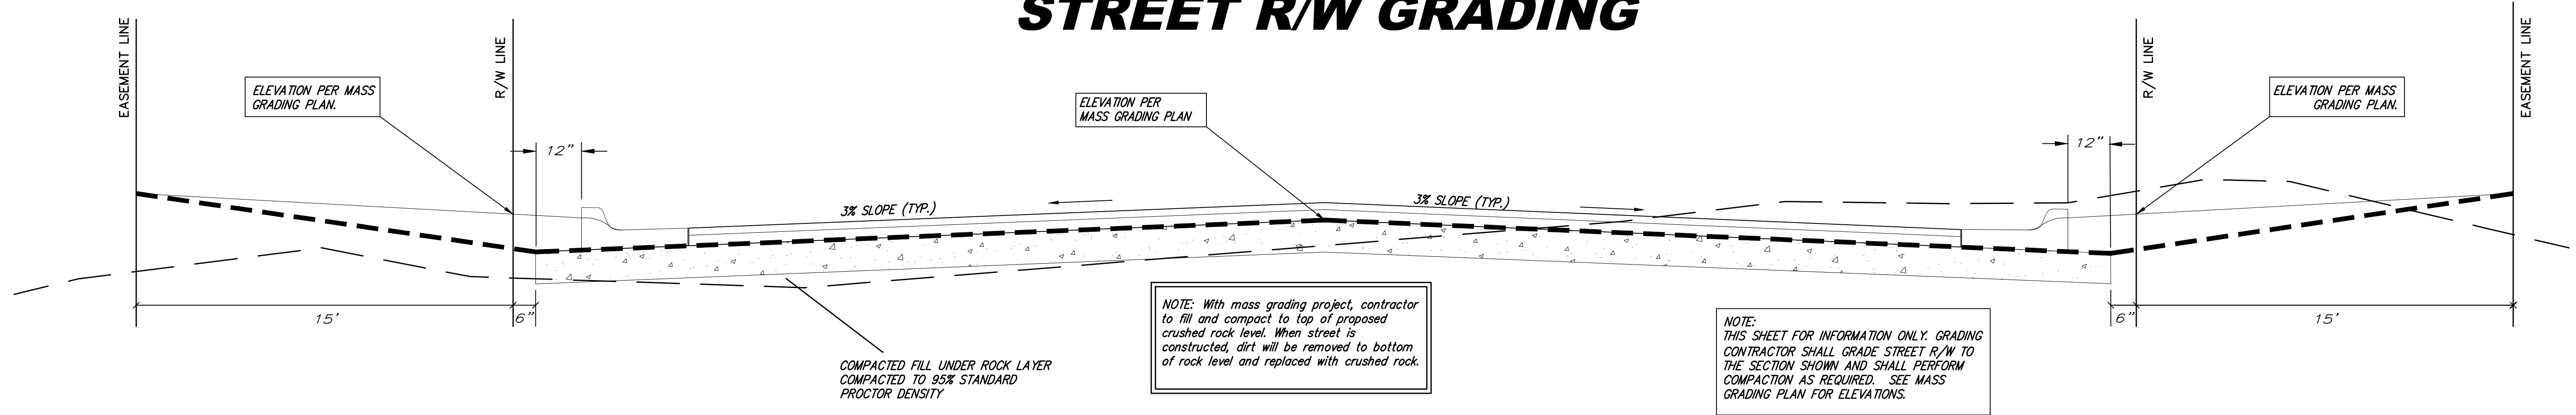 STREET R/W GRADING
EASEMENT LINE
R/W LINE
ELEVATION PER MASS
GRADING PLAN.
ELEVATION PER
MASS GRADING PLAN
R/W LINE
ELEVATION PER MASS
GRADING PLAN.
EASEMENT LINE
12"
12"
3% SLOPE (TYP.)
3% SLOPE (TYP.)
15'
6"
6"
15'
COMPACTED FILL UNDER ROCK LAYER
COMPACTED TO 95% STANDARD
PROCTOR DENSITY
NOTE: With mass grading project, contractor
to fill and compact to top of proposed
crushed rock level. When street is
constructed, dirt will be removed to bottom
of rock level and replaced with crushed rock.
NOTE:
THIS SHEET FOR INFORMATION ONLY. GRADING
CONTRACTOR SHALL GRADE STREET R/W TO
THE SECTION SHOWN AND SHALL PERFORM
COMPACTION AS REQUIRED. SEE MASS
GRADING PLAN FOR ELEVATIONS.